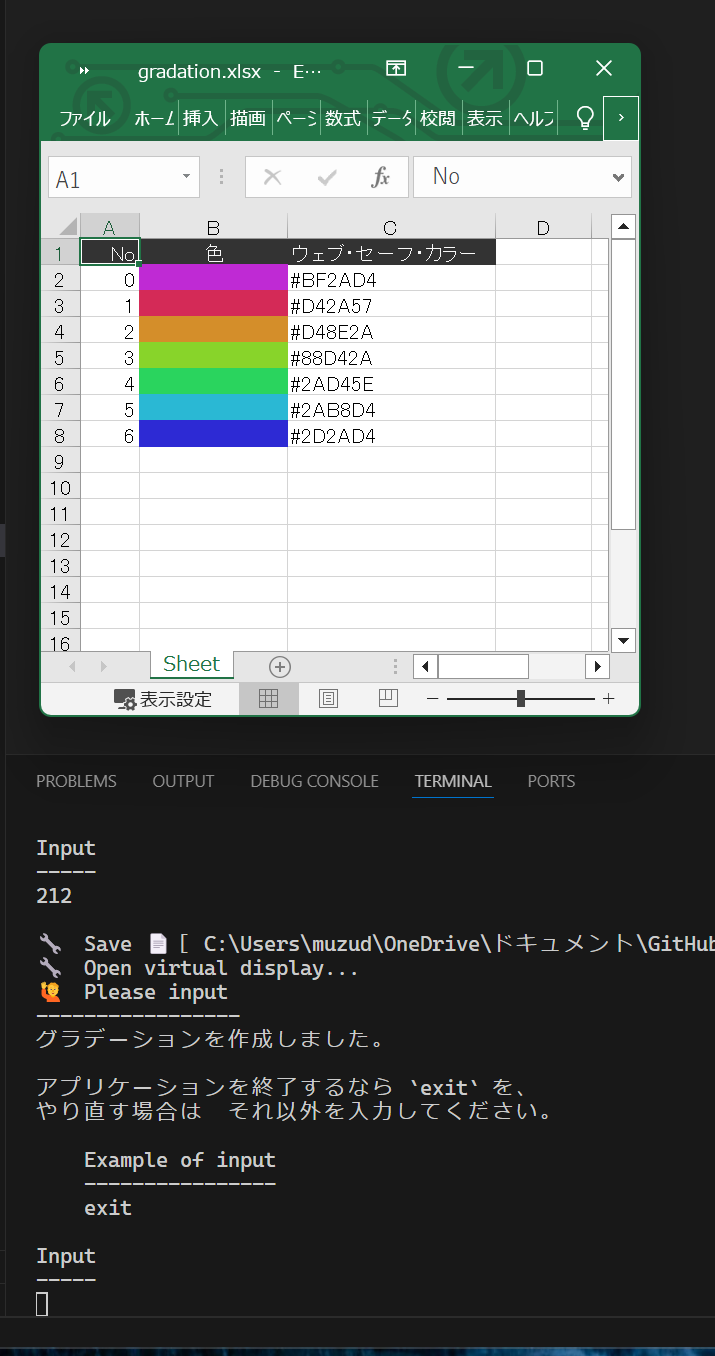 gradation.xlsx - E…
ファイル ホーム 挿入 描画 ページ 数式 データ 校閲 表示 ヘルプ
A1 fx No
A B C D
1 No 色 ウェブ・セーフ・カラー
2 0 #BF2AD4
3 1 #D42A57
4 2 #D48E2A
5 3 #88D42A
6 4 #2AD45E
7 5 #2AB8D4
8 6 #2D2AD4
9
10
11
12
13
14
15
16
Sheet
表示設定
PROBLEMS OUTPUT DEBUG CONSOLE TERMINAL PORTS
Input
-----
212
🔧 Save 📄[ C:\Users\muzud\OneDrive\ドキュメント\GitHub
🔧 Open virtual display...
🙋 Please input
-----------------
グラデーションを作成しました。
アプリケーションを終了するなら `exit` を、
やり直す場合は それ以外を入力してください。
Example of input
----------------
exit
Input
-----